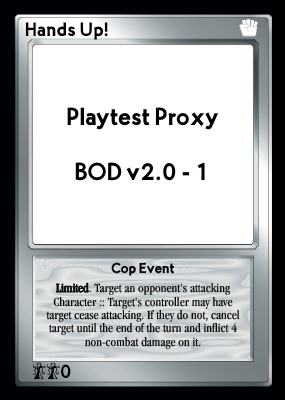 Hands Up!
Playtest Proxy
BOD v2.0 - 1
Cop Event
Limited. Target an opponent's attacking
Character :: Target's controller may have
target cease attacking. If they do not, cancel
target until the end of the turn and inflict 4
non-combat damage on it.
0